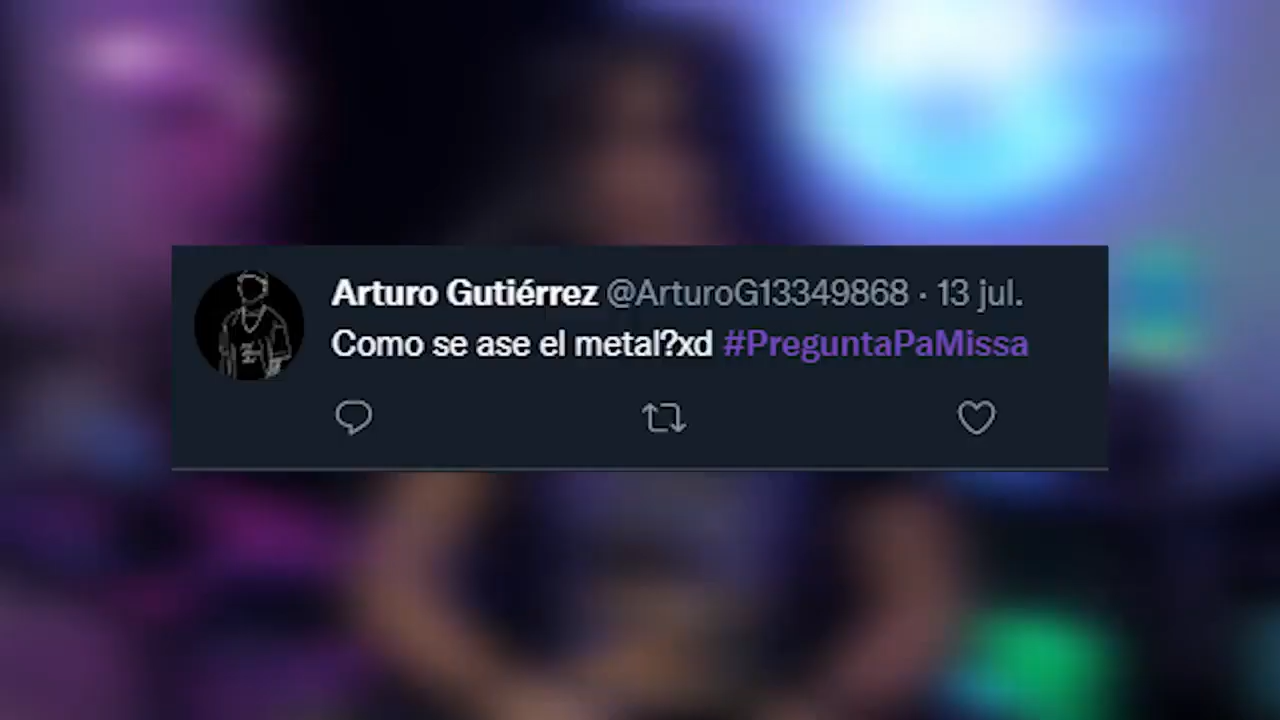 Arturo Gutiérrez @ArturoG13349868 · 13 jul.
Como se ase el metal?xd #PreguntaPaMissa